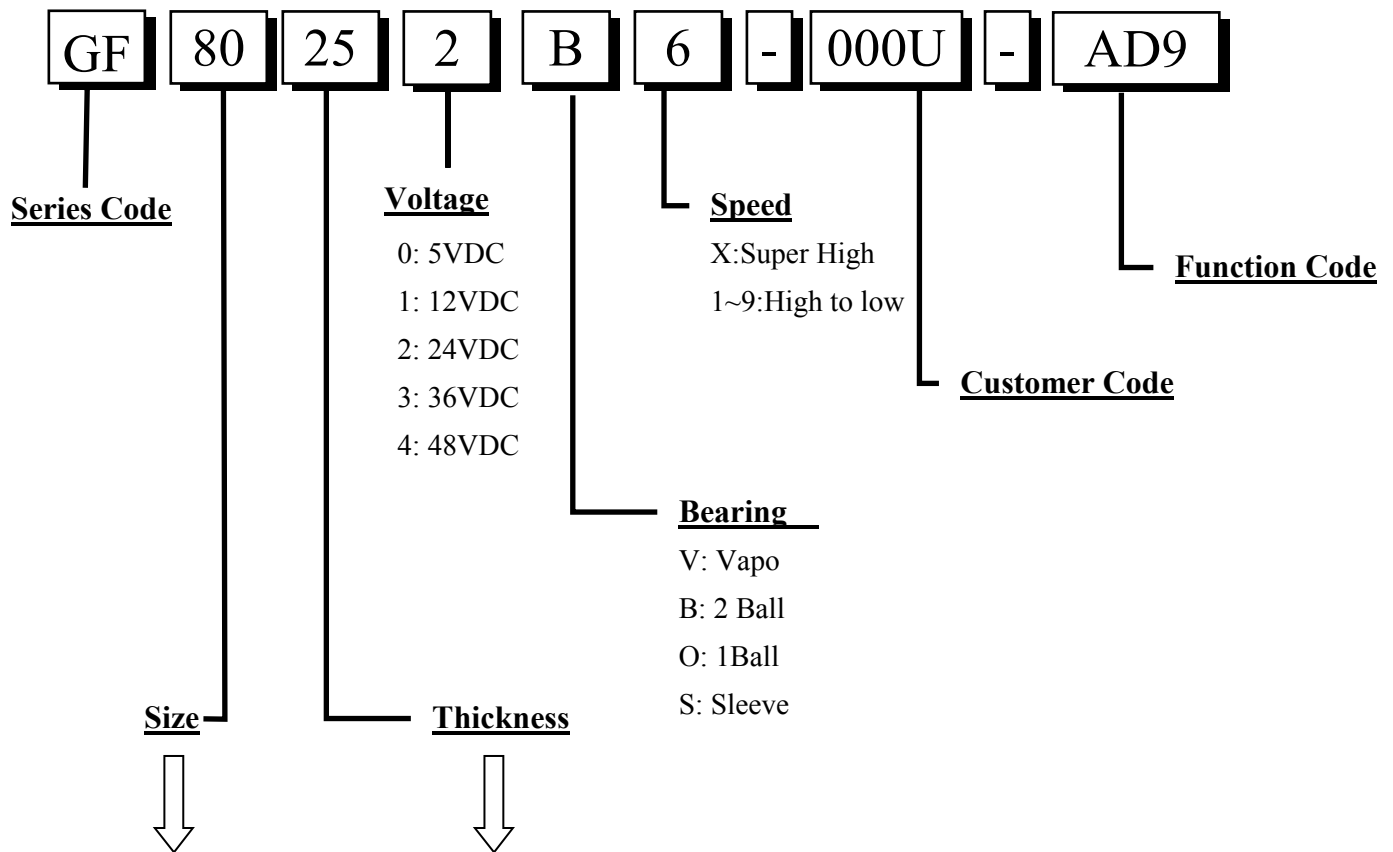 GF 80 25 2 B 6 - 000U - AD9
Series Code
Voltage
0: 5VDC
1: 12VDC
2: 24VDC
3: 36VDC
4: 48VDC
Speed
X:Super High
1~9:High to low
Function Code
Customer Code
Bearing
V: Vapo
B: 2 Ball
O: 1Ball
S: Sleeve
Size
Thickness